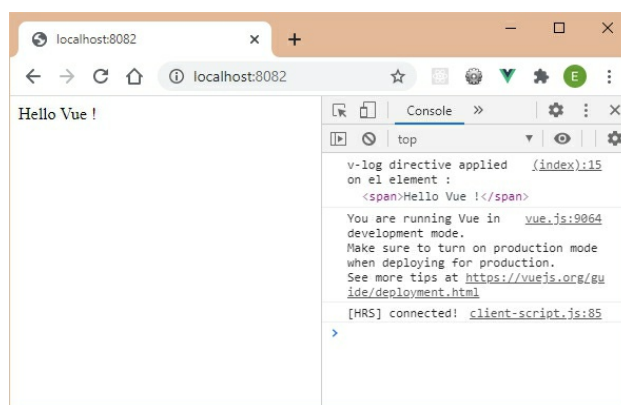 localhost:8082
localhost:8082
E
Hello Vue !
Console
top
v-log directive applied (index):15
on el element :
<span>Hello Vue !</span>
You are running Vue in vue.js:9064
development mode.
Make sure to turn on production mode
when deploying for production.
See more tips at https://vuejs.org/gu
ide/deployment.html
[HRS] connected! client-script.js:85